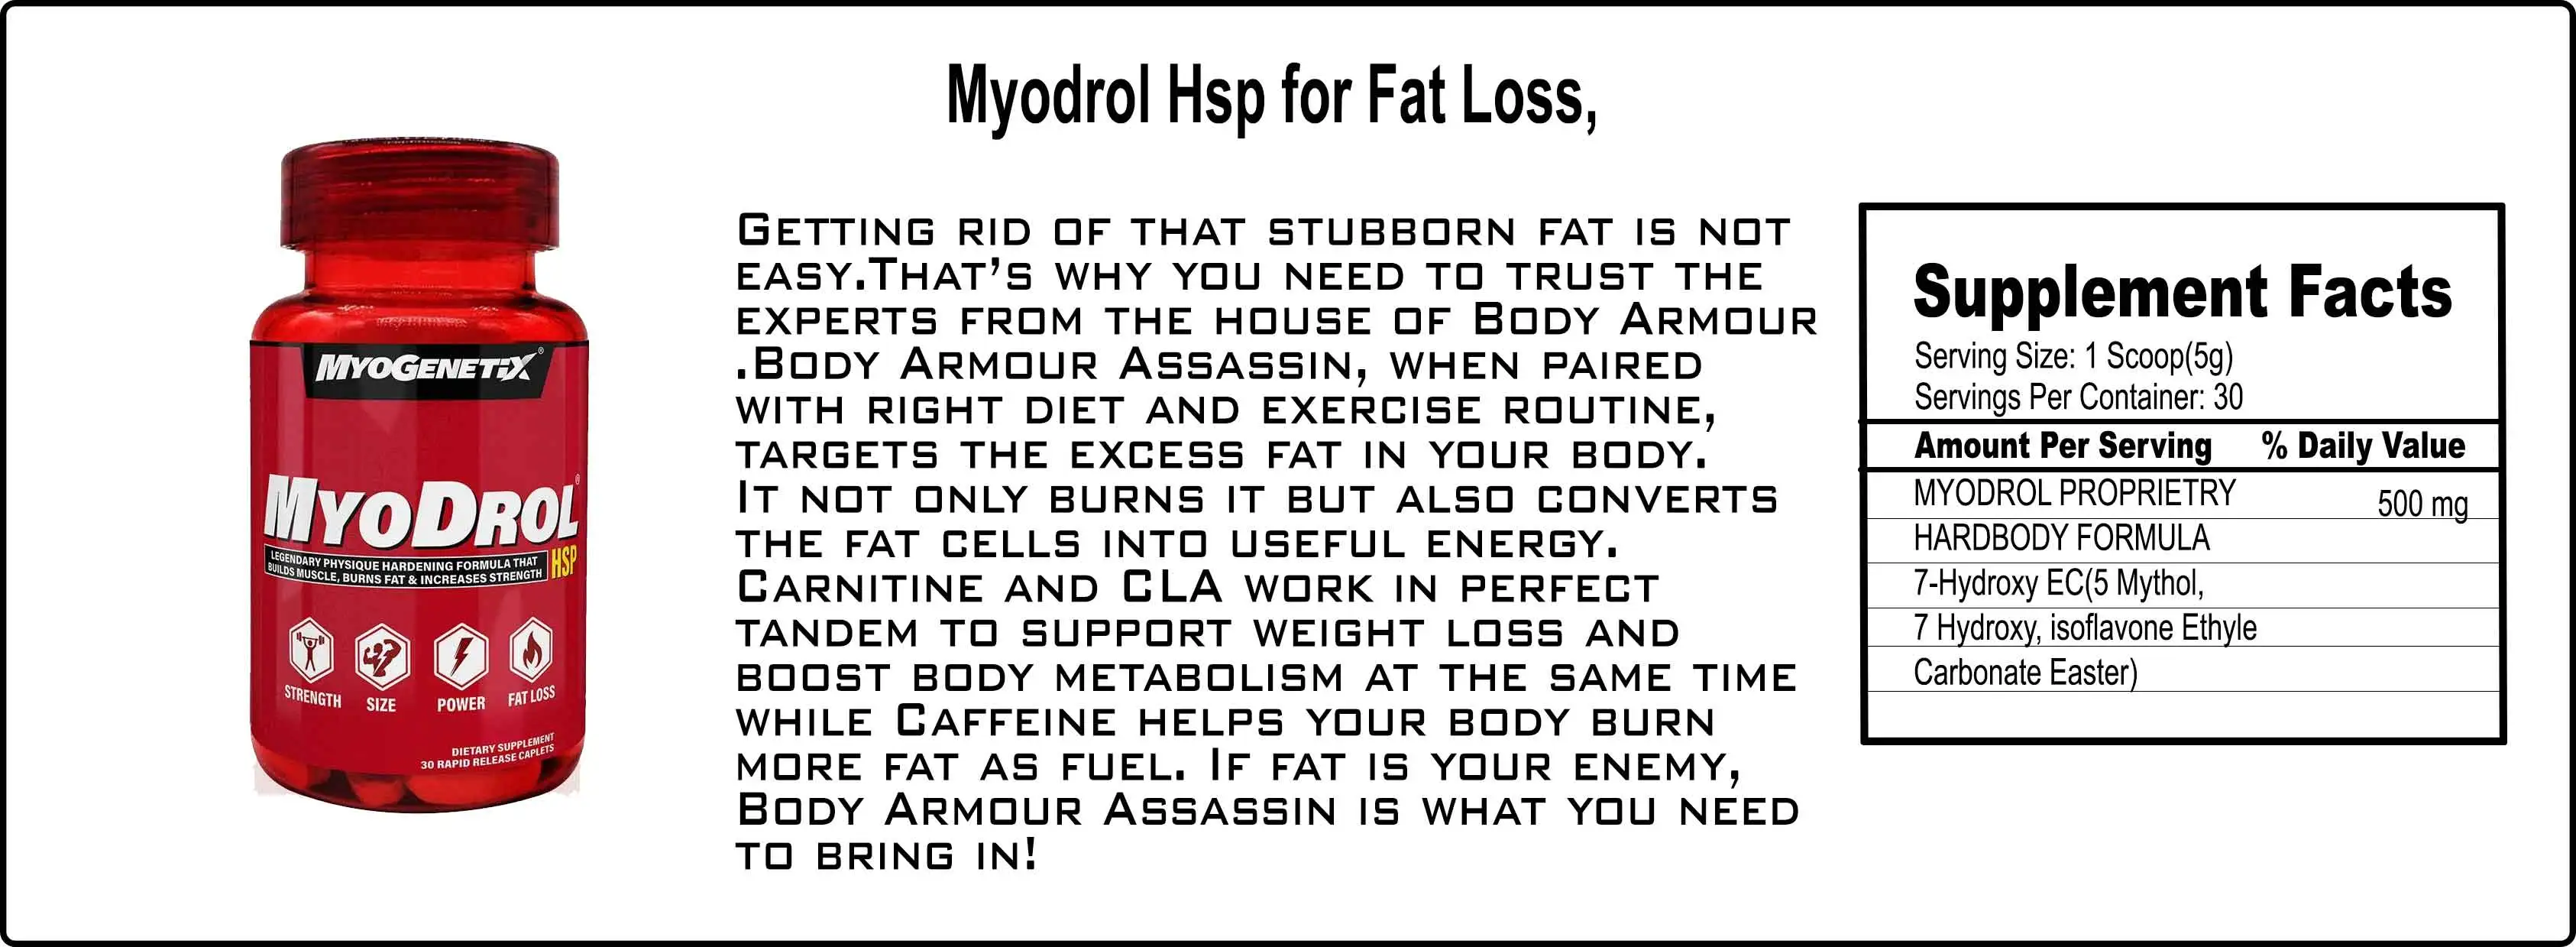 Myodrol Hsp for Fat Loss,
MYOGENETIX®
MYODROL®
LEGENDARY PHYSIQUE HARDENING FORMULA THAT
BUILDS MUSCLE, BURNS FAT & INCREASES STRENGTH
HSP
STRENGTH
SIZE
POWER
FAT LOSS
DIETARY SUPPLEMENT
30 RAPID RELEASE CAPLETS
GETTING RID OF THAT STUBBORN FAT IS NOT
EASY.THAT'S WHY YOU NEED TO TRUST THE
EXPERTS FROM THE HOUSE OF BODY ARMOUR
.BODY ARMOUR ASSASSIN, WHEN PAIRED
WITH RIGHT DIET AND EXERCISE ROUTINE,
TARGETS THE EXCESS FAT IN YOUR BODY.
IT NOT ONLY BURNS IT BUT ALSO CONVERTS
THE FAT CELLS INTO USEFUL ENERGY.
CARNITINE AND CLA WORK IN PERFECT
TANDEM TO SUPPORT WEIGHT LOSS AND
BOOST BODY METABOLISM AT THE SAME TIME
WHILE CAFFEINE HELPS YOUR BODY BURN
MORE FAT AS FUEL. IF FAT IS YOUR ENEMY,
BODY ARMOUR ASSASSIN IS WHAT YOU NEED
TO BRING IN!
Supplement Facts
Serving Size: 1 Scoop(5g)
Servings Per Container: 30
Amount Per Serving % Daily Value
MYODROL PROPRIETRY 500 mg
HARDBODY FORMULA
7-Hydroxy EC(5 Mythol,
7 Hydroxy, isoflavone Ethyle
Carbonate Easter)